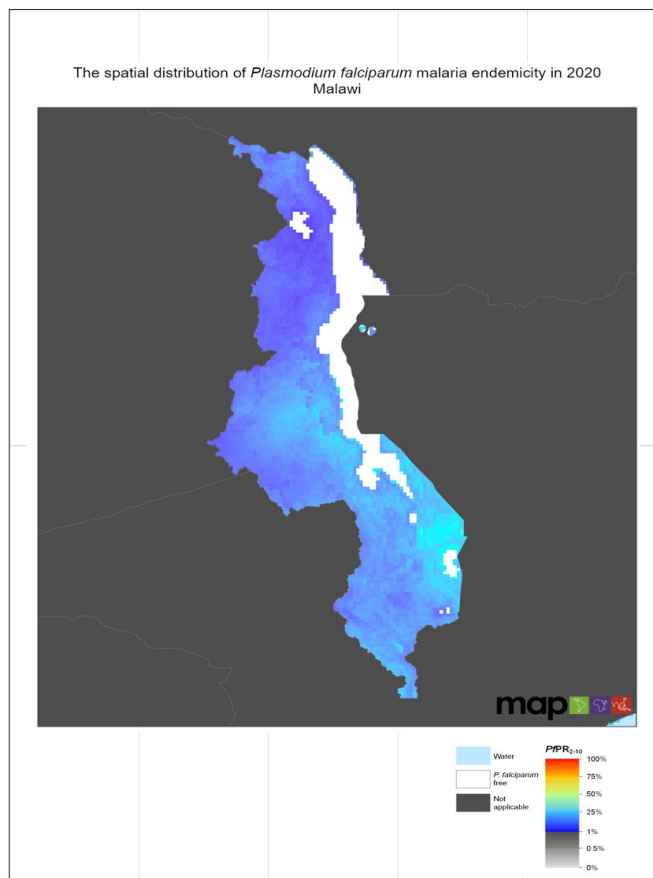 The spatial distribution of Plasmodium falciparum malaria endemicity in 2020
Malawi
map
Water
P. falciparum
free
Not
applicable
PfPR2-10
100%
75%
50%
25%
1%
0.5%
0%